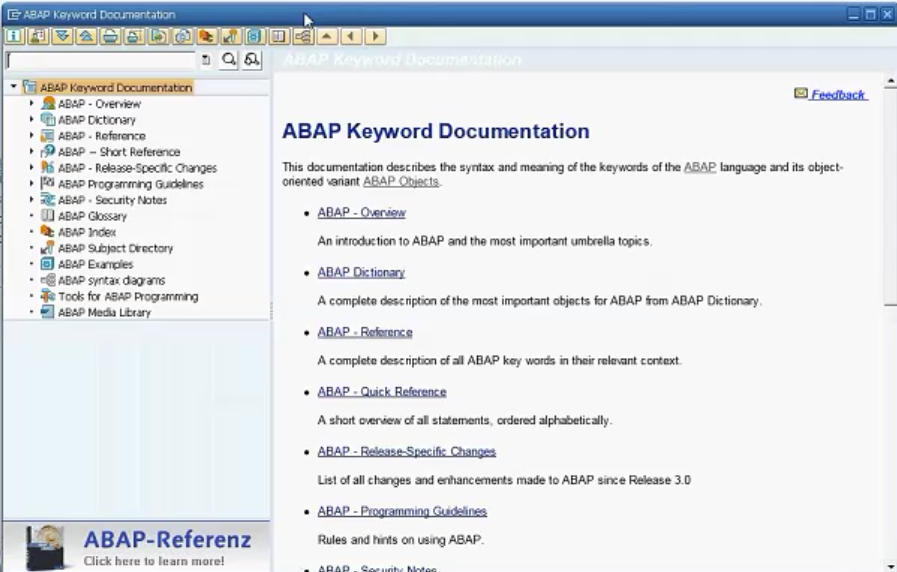 ABAP Keyword Documentation
ABAP Keyword Documentation
ABAP Keyword Documentation
ABAP - Overview
ABAP Dictionary
ABAP - Reference
ABAP – Short Reference
ABAP - Release-Specific Changes
ABAP Programming Guidelines
ABAP - Security Notes
ABAP Glossary
ABAP Index
ABAP Subject Directory
ABAP Examples
ABAP syntax diagrams
Tools for ABAP Programming
ABAP Media Library
ABAP-Referenz
Click here to learn more!
Feedback
ABAP Keyword Documentation
This documentation describes the syntax and meaning of the keywords of the ABAP language and its object-
oriented variant ABAP Objects.
• ABAP - Overview
An introduction to ABAP and the most important umbrella topics.
• ABAP Dictionary
A complete description of the most important objects for ABAP from ABAP Dictionary.
• ABAP - Reference
A complete description of all ABAP key words in their relevant context.
• ABAP - Quick Reference
A short overview of all statements, ordered alphabetically.
• ABAP - Release-Specific Changes
List of all changes and enhancements made to ABAP since Release 3.0
• ABAP - Programming Guidelines
Rules and hints on using ABAP.
ABAP - Security Notes